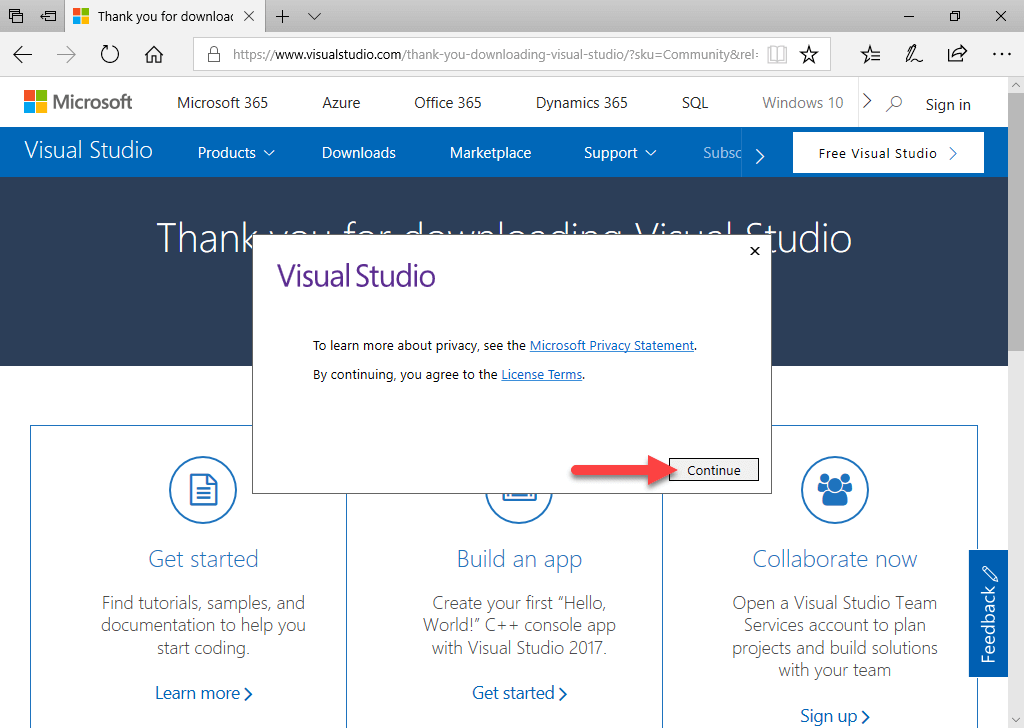 Thank you for downloac
https://www.visualstudio.com/thank-you-downloading-visual-studio/?sku=Community&rel=
Microsoft
Microsoft 365
Azure
Office 365
Dynamics 365
SQL
Windows 10
Sign in
Visual Studio
Products
Downloads
Marketplace
Support
Subsc
Free Visual Studio
Thank you for downloading Visual Studio
Visual Studio
To learn more about privacy, see the Microsoft Privacy Statement.
By continuing, you agree to the License Terms.
Continue
Get started
Find tutorials, samples, and
documentation to help you
start coding.
Learn more
Build an app
Create your first “Hello,
World!” C++ console app
with Visual Studio 2017.
Get started
Collaborate now
Open a Visual Studio Team
Services account to plan
projects and build solutions
with your team
Sign up
Feedback